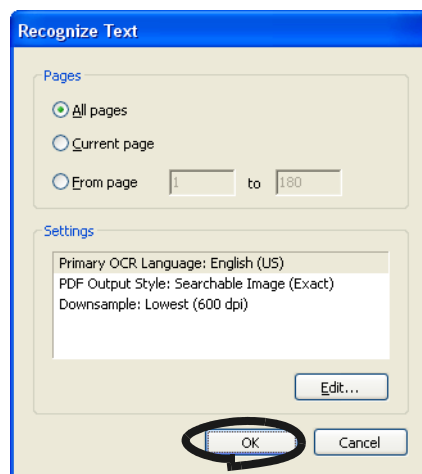 Recognize Text
Pages
All pages
Current page
From page 1 to 180
Settings
Primary OCR Language: English (US)
PDF Output Style: Searchable Image (Exact)
Downsample: Lowest (600 dpi)
Edit...
OK Cancel